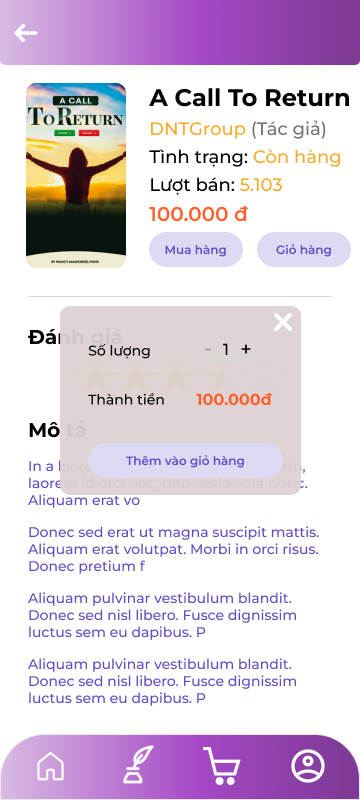 A CALL
TO RETURN
BY NANCY MAWORERE PHIRI
A Call To Return
DNTGroup (Tác giả)
Tình trạng: Còn hàng
Lượt bán: 5.103
100.000 đ
Mua hàng
Giỏ hàng
Đánh giá
Số lượng
- 1 +
Thành tiền
100.000đ
Mô tả
Thêm vào giỏ hàng
In a
laoreet id orci nec, ultrices lacinia nunc.
Aliquam erat vo
Donec sed erat ut magna suscipit mattis.
Aliquam erat volutpat. Morbi in orci risus.
Donec pretium f
Aliquam pulvinar vestibulum blandit.
Donec sed nisl libero. Fusce dignissim
luctus sem eu dapibus. P
Aliquam pulvinar vestibulum blandit.
Donec sed nisl libero. Fusce dignissim
luctus sem eu dapibus. P